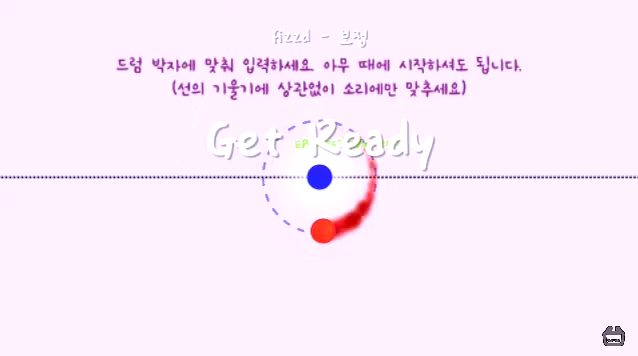 fizzd - 보정
드럼 박자에 맞춰 입력하세요. 아무 때에 시작하셔도 됩니다.
(선의 기울기에 상관없이 소리에만 맞추세요)
Get Ready